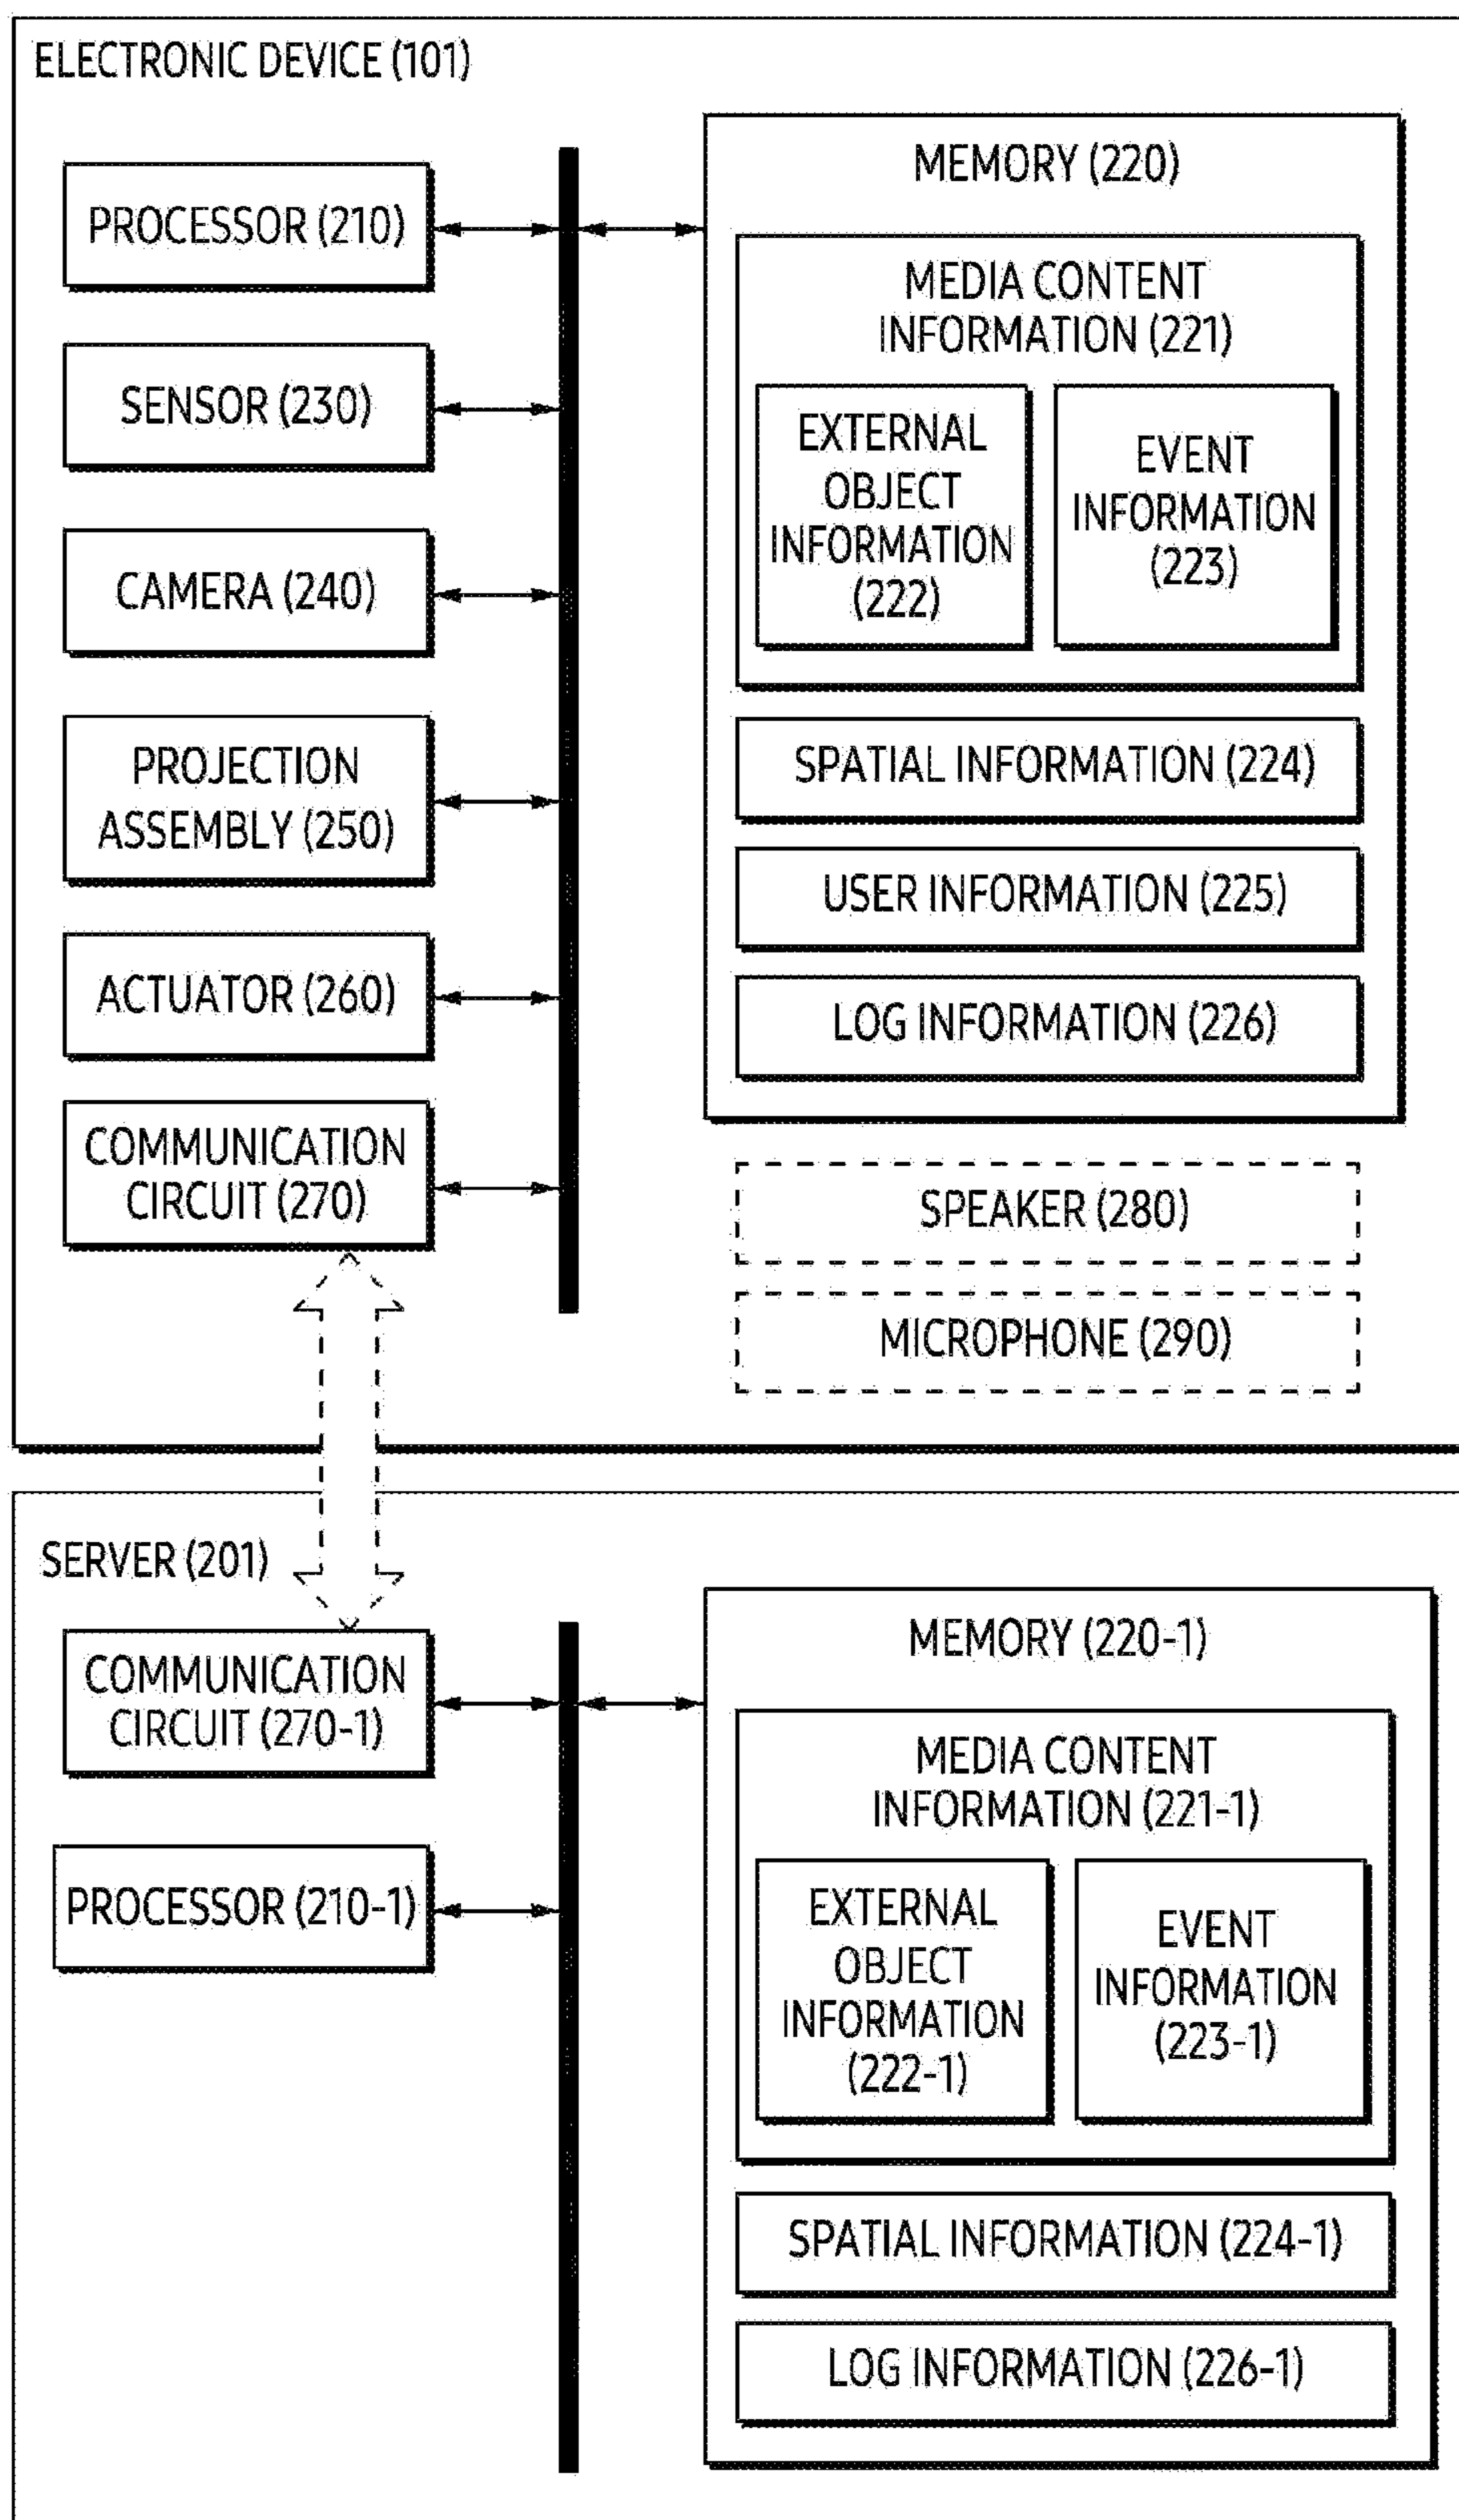 ELECTRONIC DEVICE (101)
PROCESSOR (210)
SENSOR (230)
CAMERA (240)
PROJECTION
ASSEMBLY (250)
ACTUATOR (260)
COMMUNICATION
CIRCUIT (270)
MEMORY (220)
MEDIA CONTENT
INFORMATION (221)
EXTERNAL
OBJECT
INFORMATION
(222)
EVENT
INFORMATION
(223)
SPATIAL INFORMATION (224)
USER INFORMATION (225)
LOG INFORMATION (226)
SPEAKER (280)
MICROPHONE (290)
SERVER (201)
COMMUNICATION
CIRCUIT (270-1)
PROCESSOR (210-1)
MEMORY (220-1)
MEDIA CONTENT
INFORMATION (221-1)
EXTERNAL
OBJECT
INFORMATION
(222-1)
EVENT
INFORMATION
(223-1)
SPATIAL INFORMATION (224-1)
LOG INFORMATION (226-1)